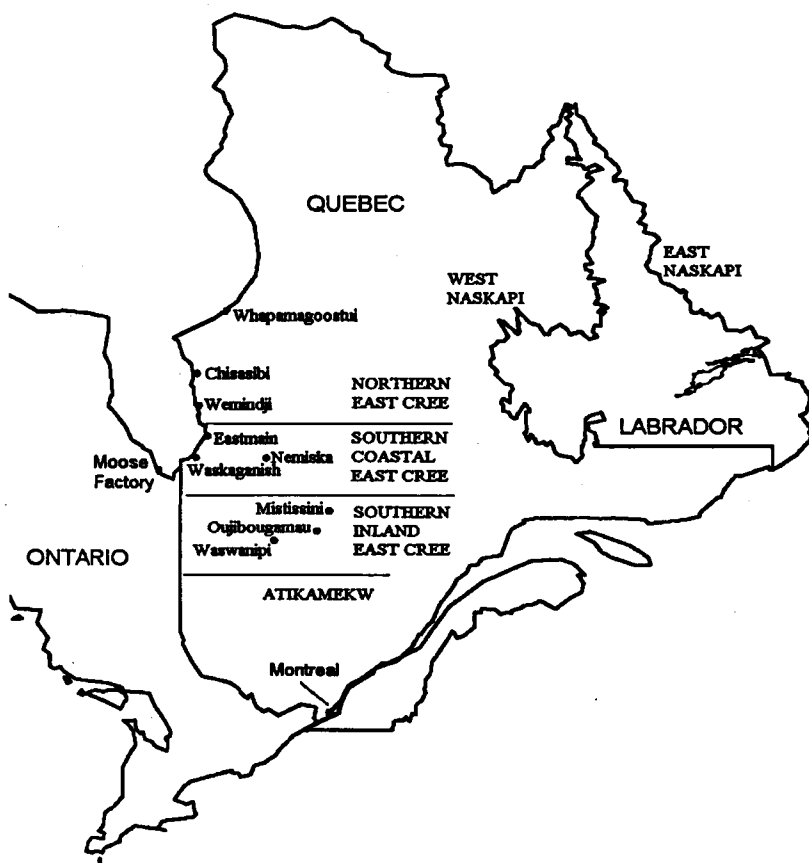 QUEBEC
EAST
NASKAPI
WEST
NASKAPI
Whapamagoostui
Chisasibi
NORTHERN
EAST CREE
Wemindji
LABRADOR
Eastmain
SOUTHERN
COASTAL
EAST CREE
Nemiska
Waskaganish
Moose
Factory
Mistissini
SOUTHERN
INLAND
EAST CREE
Oujibougamau
Waswanipi
ONTARIO
ATIKAMEKW
Montreal